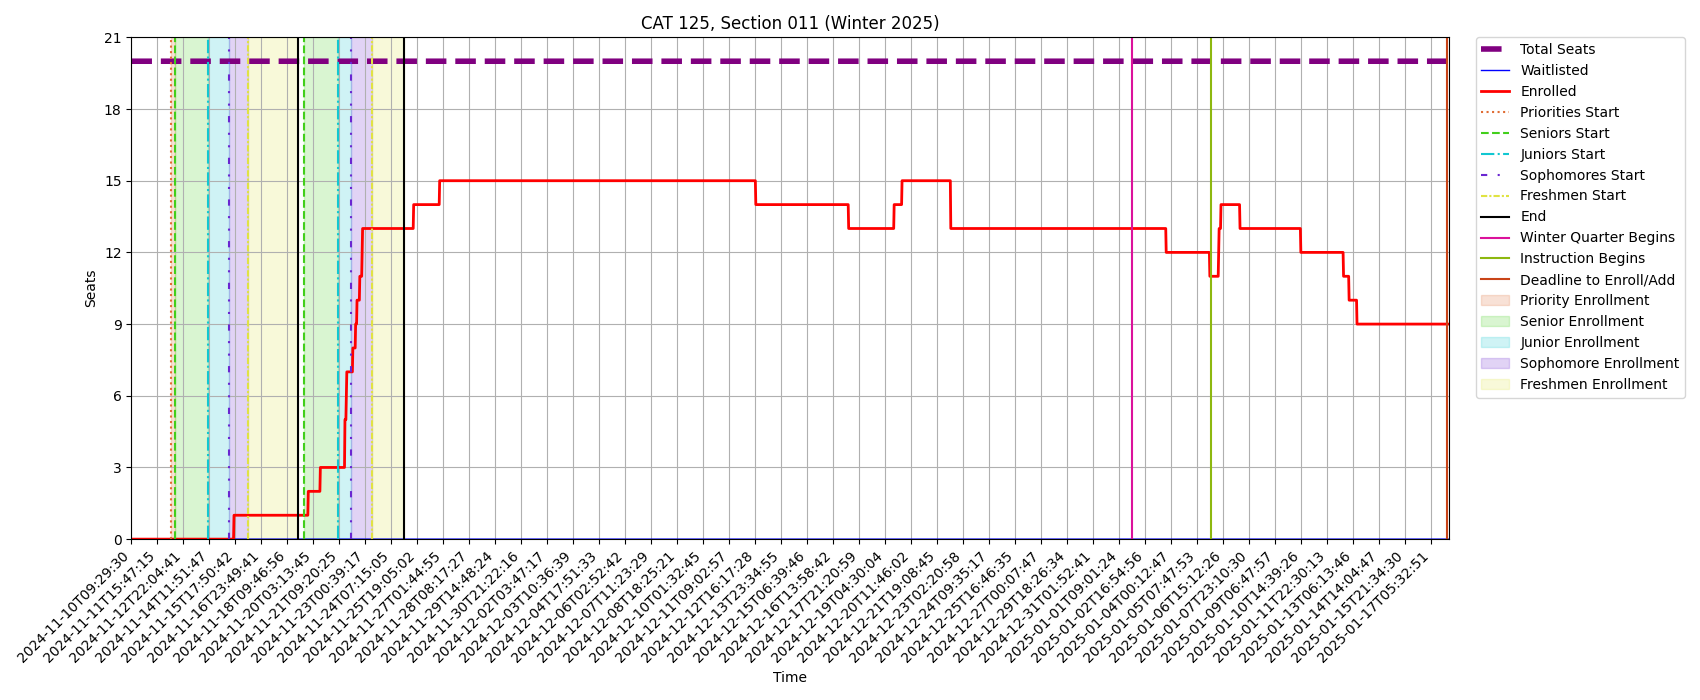 CAT 125, Section 011 (Winter 2025)
21
18
15
12
9
6
3
0
Seats
2024-11-10T09:29:30
2024-11-11T15:47:15
2024-11-12T22:04:41
2024-11-14T11:51:47
2024-11-15T17:50:42
2024-11-16T23:49:41
2024-11-18T09:46:56
2024-11-20T03:13:45
2024-11-21T09:20:25
2024-11-23T00:39:17
2024-11-24T07:15:05
2024-11-25T19:05:02
2024-11-27T01:44:55
2024-11-28T08:17:27
2024-11-29T14:48:24
2024-11-30T21:22:16
2024-12-02T03:47:17
2024-12-03T10:36:39
2024-12-04T17:51:33
2024-12-06T02:52:42
2024-12-07T11:23:29
2024-12-08T18:25:21
2024-12-10T01:32:45
2024-12-11T09:02:57
2024-12-12T16:17:28
2024-12-13T23:34:55
2024-12-15T06:39:46
2024-12-16T13:58:42
2024-12-17T21:20:59
2024-12-19T04:30:04
2024-12-20T11:46:02
2024-12-21T19:08:45
2024-12-23T02:20:58
2024-12-24T09:35:17
2024-12-25T16:46:35
2024-12-27T00:07:47
2024-12-29T18:26:34
2024-12-31T01:52:41
2025-01-01T09:01:24
2025-01-02T16:54:56
2025-01-04T00:12:47
2025-01-05T07:47:53
2025-01-06T15:12:26
2025-01-07T23:10:30
2025-01-09T06:47:57
2025-01-10T14:39:26
2025-01-11T22:30:13
2025-01-13T06:13:46
2025-01-14T14:04:47
2025-01-15T21:34:30
2025-01-17T05:32:51
Time
Total Seats
Waitlisted
Enrolled
Priorities Start
Seniors Start
Juniors Start
Sophomores Start
Freshmen Start
End
Winter Quarter Begins
Instruction Begins
Deadline to Enroll/Add
Priority Enrollment
Senior Enrollment
Junior Enrollment
Sophomore Enrollment
Freshmen Enrollment